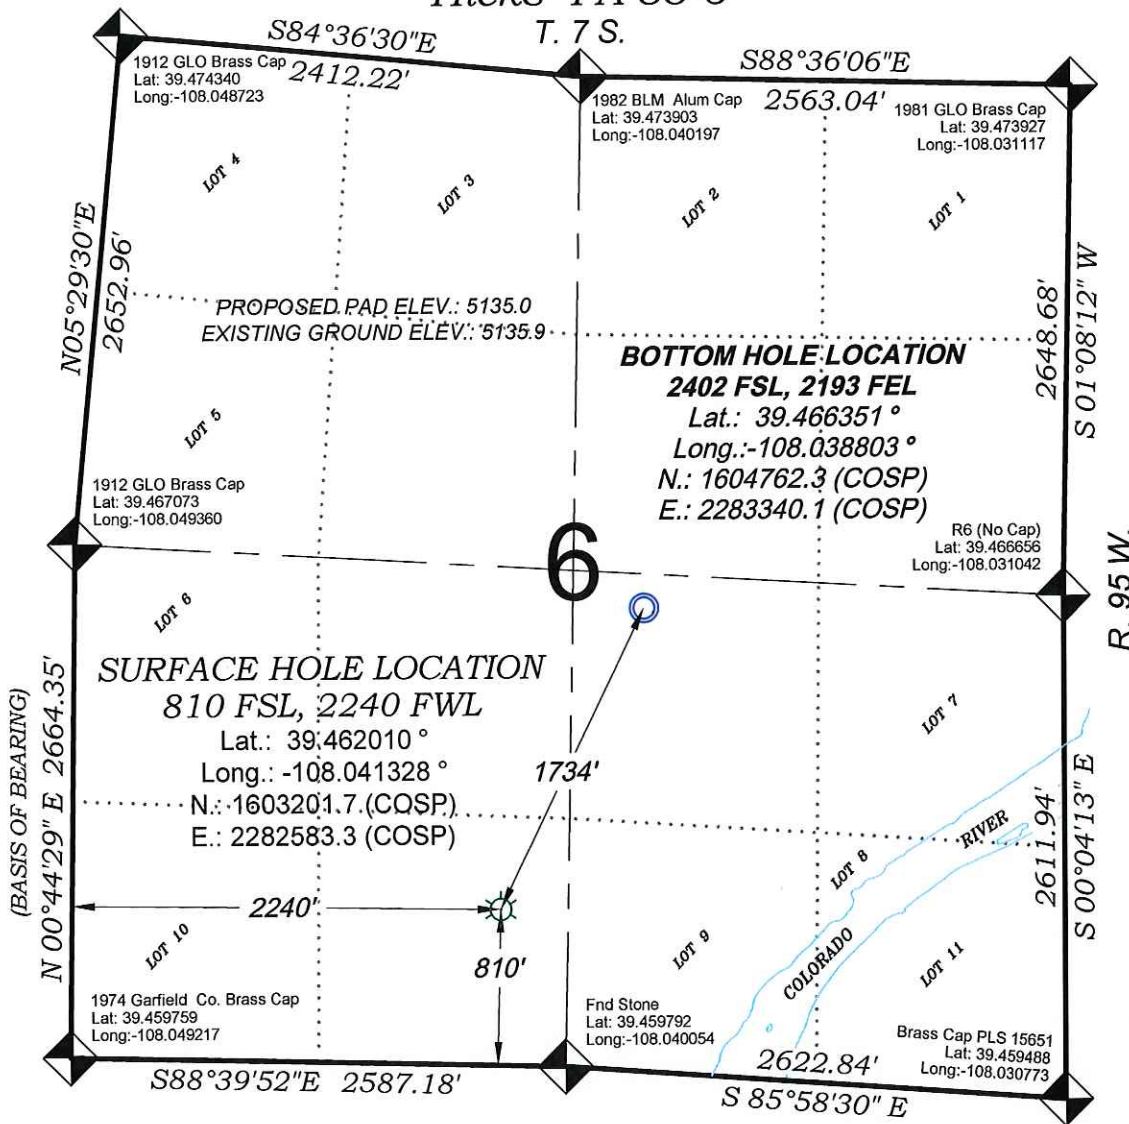 T. 7 S.
S84°36'30"E
2412.22'
S88°36'06"E
2563.04'
1912 GLO Brass Cap
Lat: 39.474340
Long:-108.048723
1982 BLM Alum Cap
Lat: 39.473903
Long:-108.040197
1981 GLO Brass Cap
Lat: 39.473927
Long:-108.031117
LOT 4
LOT 3
LOT 2
LOT 1
N05°29'30"E
2652.96'
2648.68'
S 01°08'12" W
PROPOSED PAD ELEV.: 5135.0
EXISTING GROUND ELEV.: 5135.9
BOTTOM HOLE LOCATION
2402 FSL, 2193 FEL
Lat.: 39.466351 °
Long.:-108.038803 °
N.: 1604762.3 (COSP)
E.: 2283340.1 (COSP)
LOT 5
1912 GLO Brass Cap
Lat: 39.467073
Long:-108.049360
R6 (No Cap)
Lat: 39.466656
Long:-108.031042
6
R. 95 W.
LOT 6
SURFACE HOLE LOCATION
810 FSL, 2240 FWL
Lat.: 39.462010 °
Long.: -108.041328 °
N.: 1603201.7 (COSP)
E.: 2282583.3 (COSP)
(BASIS OF BEARING)
N 00°44'29" E 2664.35'
1734'
LOT 7
RIVER
LOT 8
2611.94'
S 00°04'13" E
2240'
810'
LOT 10
LOT 9
COLORADO
LOT 11
1974 Garfield Co. Brass Cap
Lat: 39.459759
Long:-108.049217
Fnd Stone
Lat: 39.459792
Long:-108.040054
Brass Cap PLS 15651
Lat: 39.459488
Long:-108.030773
S88°39'52"E 2587.18'
2622.84'
S 85°58'30" E